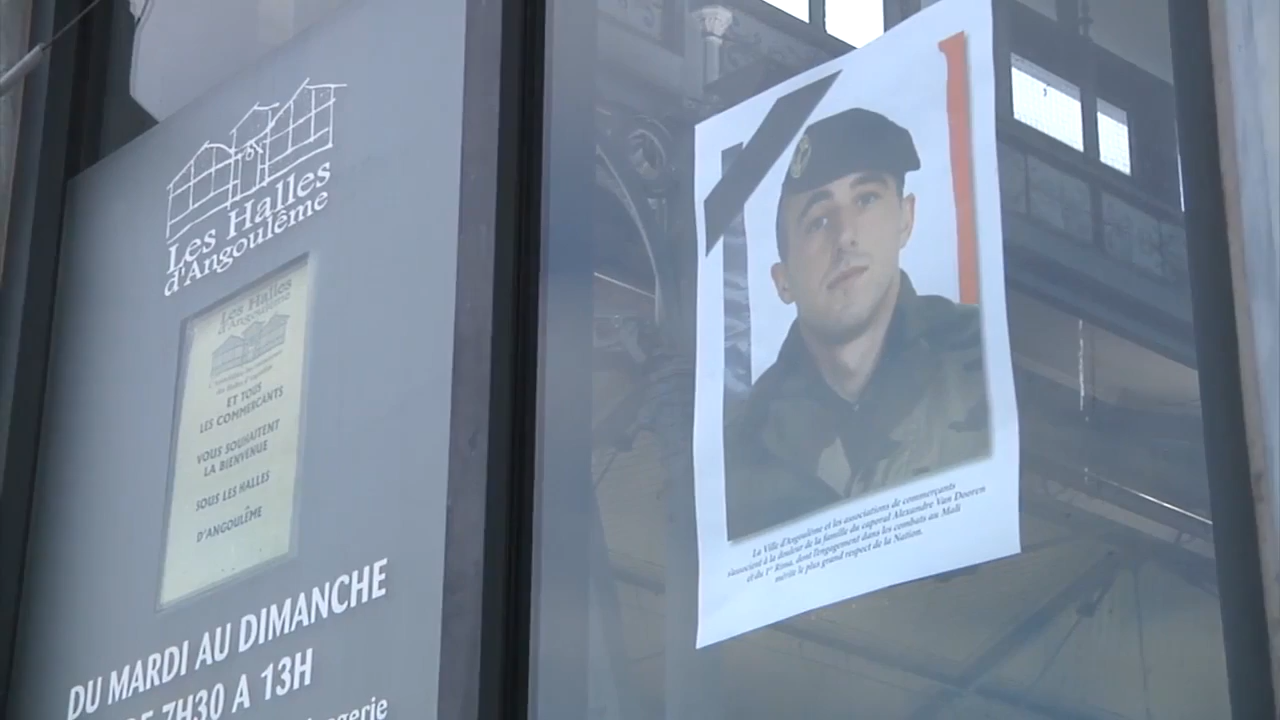 Les Halles
d'Angoulême
Les Halles
d'Angoulême
ET TOUS
LES COMMERCANTS
VOUS SOUHAITENT
LA BIENVENUE
SOUS LES HALLES
D'ANGOULÊME
DU MARDI AU DIMANCHE
DE 7H30 A 13H
La Ville d'Angoulême et les associations de commerçants
s'associent à la douleur de la famille du caporal Alexandre Van Dooren
et du 1er Rima, dont l'engagement dans les combats au Mali
mérite le plus grand respect de la Nation.